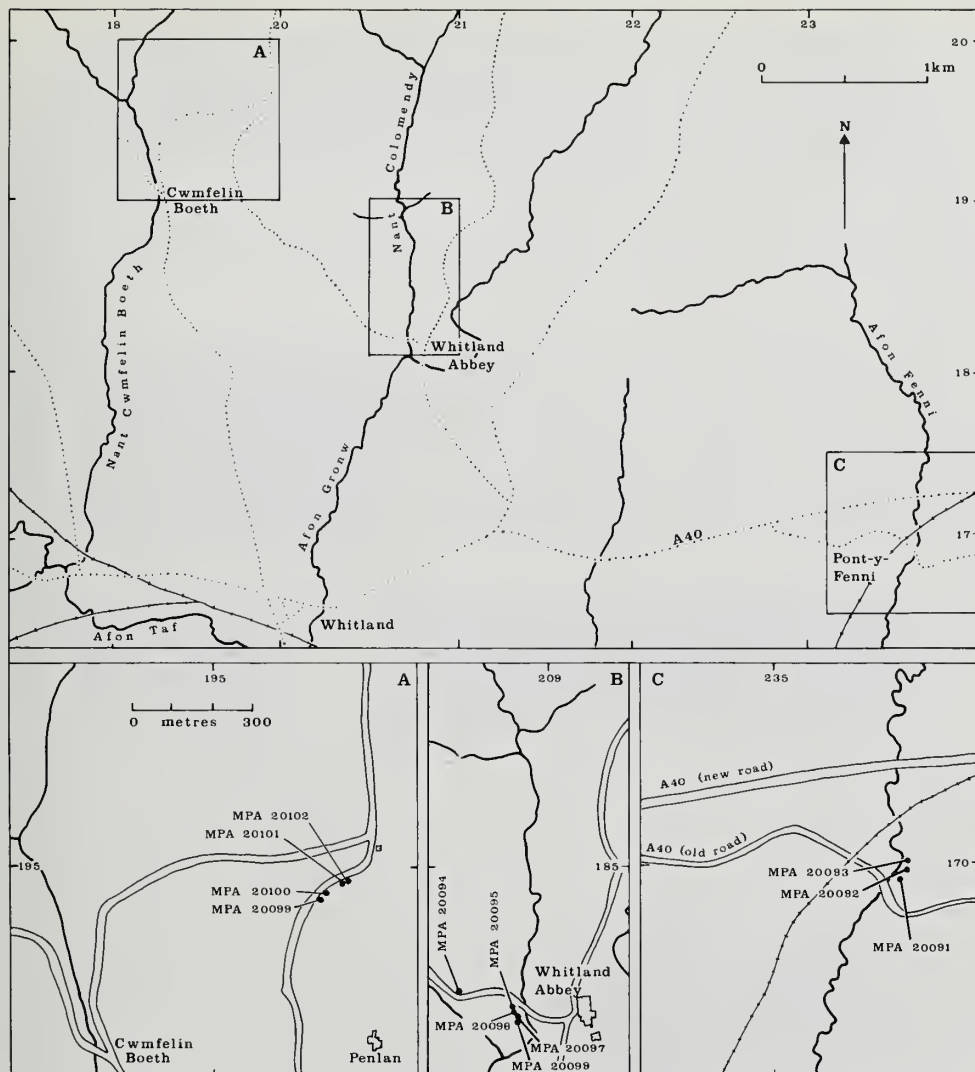 18
20
21
22
23
20
A
0
1km
N
Colomendy
Nant
B
19
19
Cwmfelin
Boeth
Nant Cwmfelin Boeth
Whitland
Abbey
18
18
Afon Fenni
C
Afon Gronw
A40
17
17
Pont-y-
Fenni
Afon Taf
Whitland
195
A
0 metres 300
MPA 20102
MPA 20101
195
MPA 20100
MPA 20099
Cwmfelin
Boeth
Penlan
209
B
185
MPA 20094
MPA 20095
Whitland
Abbey
MPA 20096
MPA 20097
MPA 20099
C
235
A40 (new road)
A40 (old road)
170
MPA 20093
MPA 20092
MPA 20091